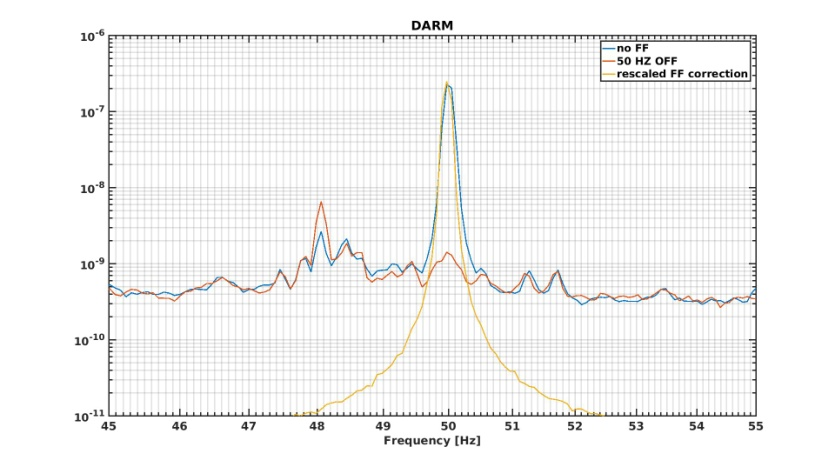 DARM
no FF
50 HZ OFF
rescaled FF correction
10-6
10-7
10-8
10-9
10-10
10-11
45 46 47 48 49 50 51 52 53 54 55
Frequency [Hz]